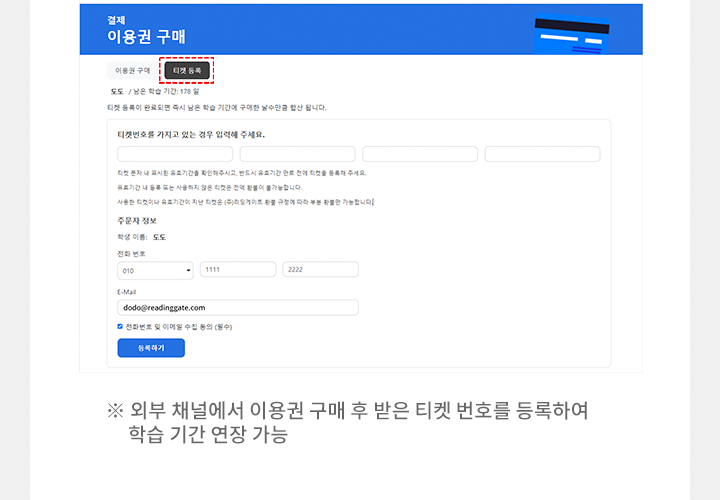 결제
이용권 구매
이용권 구매 티켓 등록
도도 / 남은 학습 기간: 178 일
티켓 등록이 완료되면 즉시 남은 학습 기간에 구매한 날수만큼 합산 됩니다.
티켓번호를 가지고 있는 경우 입력해 주세요.
티켓 문자 내 표시된 유효기간을 확인해주시고, 반드시 유효기간 만료 전에 티켓을 등록해 주세요.
유효기간 내 등록 또는 사용하지 않은 티켓은 전액 환불이 불가능합니다.
사용한 티켓이나 유효기간이 지난 티켓은 (주)리딩게이트 환불 규정에 따라 부분 환불만 가능합니다.
주문자 정보
학생 이름: 도도
전화 번호
010 1111 2222
E-Mail
dodo@readinggate.com
전화번호 및 이메일 수집 동의 (필수)
등록하기
※ 외부 채널에서 이용권 구매 후 받은 티켓 번호를 등록하여
학습 기간 연장 가능